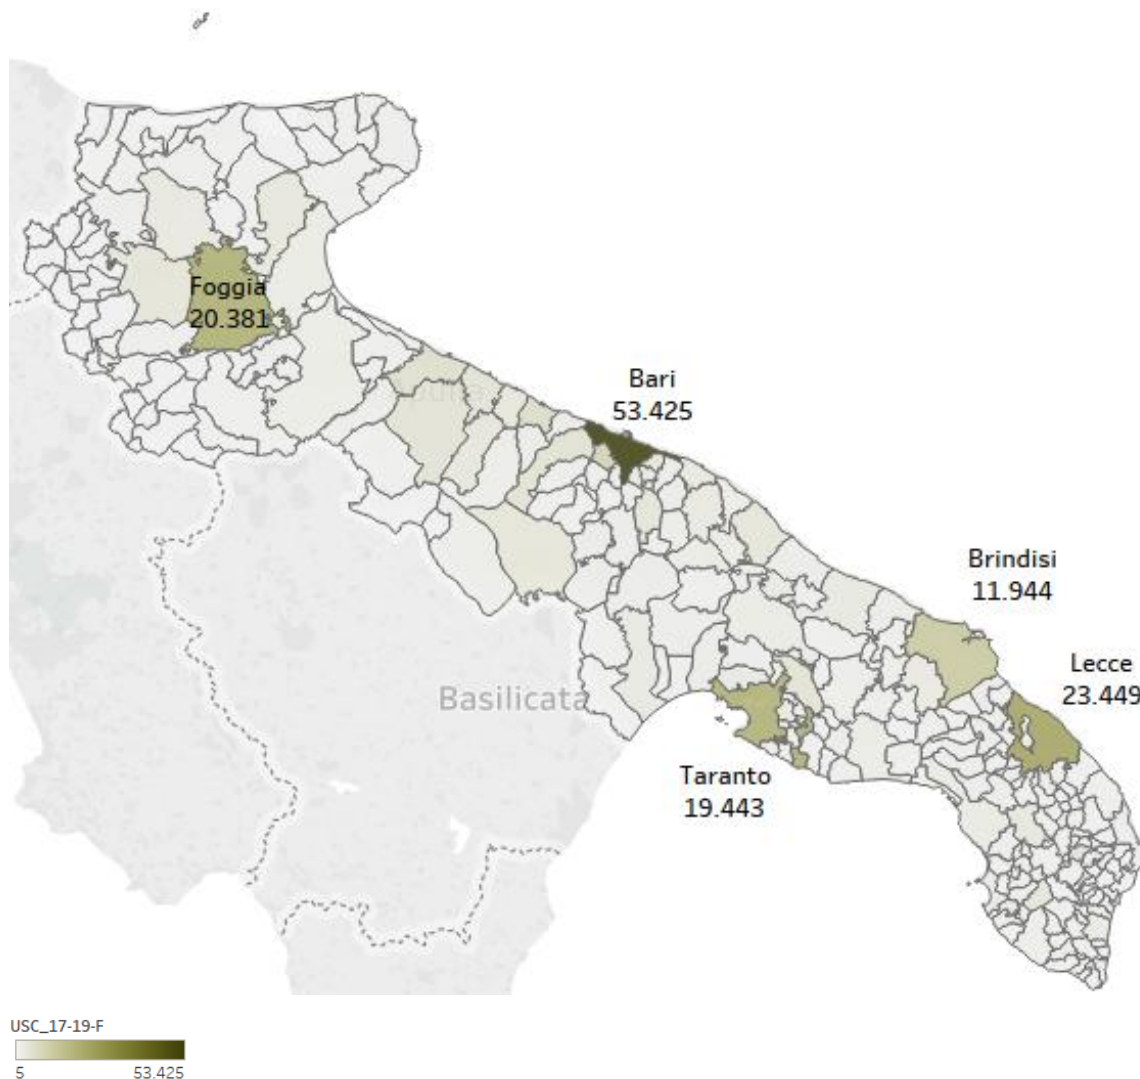 Foggia
20.381
Bari
53.425
Brindisi
11.944
Lecce
23.449
Basilicata
Taranto
19.443
USC_17-19-F
5
53.425